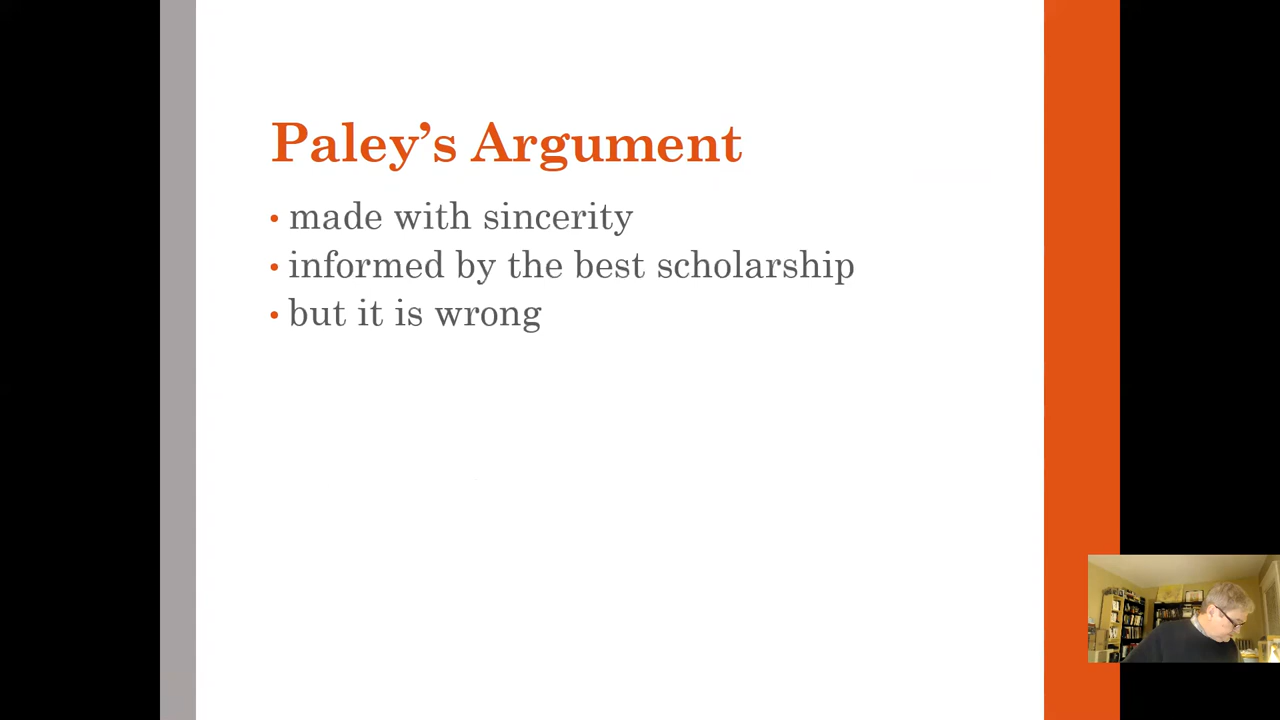 Paley’s Argument
• made with sincerity
• informed by the best scholarship
• but it is wrong